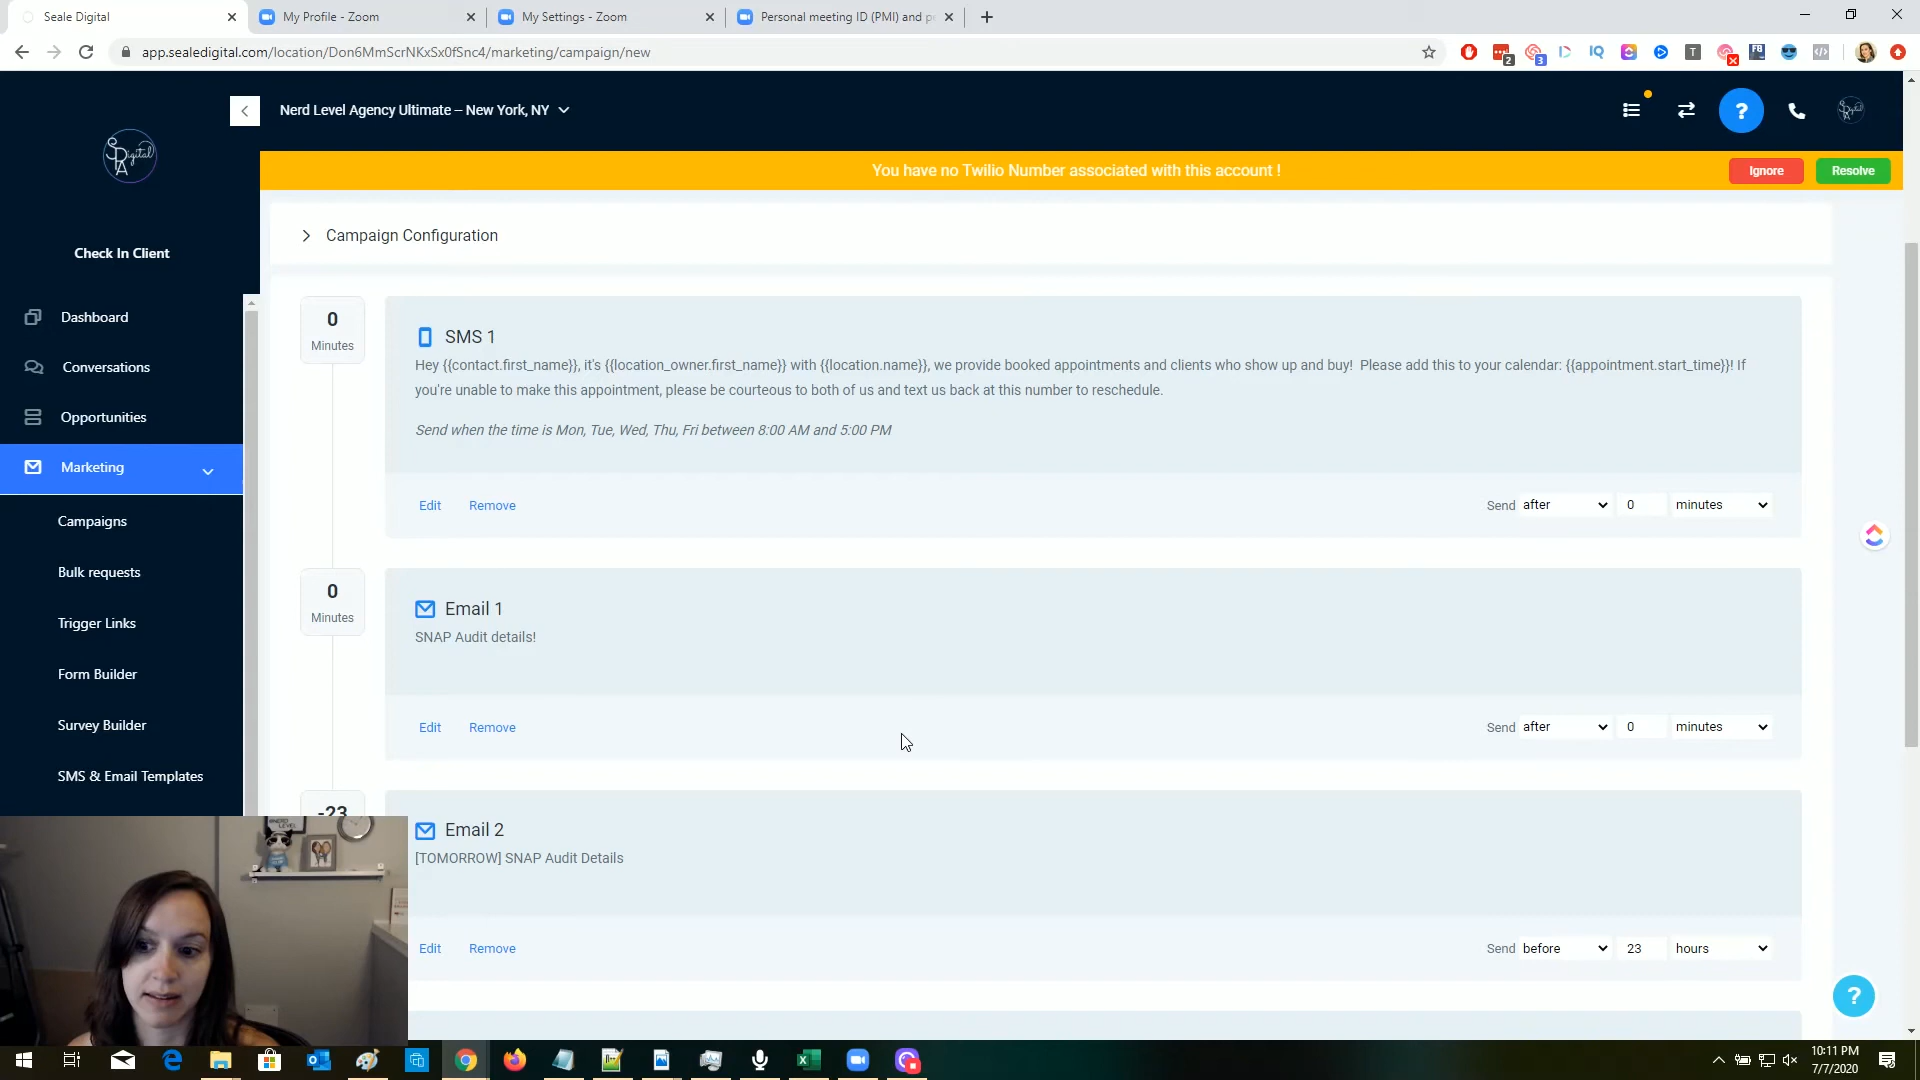 Seale Digital
My Profile - Zoom
My Settings - Zoom
Personal meeting ID (PMI) and p
app.sealedigital.com/location/Don6MmScrNKxSx0fSnc4/marketing/campaign/new
Nerd Level Agency Ultimate – New York, NY
You have no Twilio Number associated with this account !
Ignore
Resolve
Check In Client
Dashboard
Conversations
Opportunities
Marketing
Campaigns
Bulk requests
Trigger Links
Form Builder
Survey Builder
SMS & Email Templates
Campaign Configuration
0
Minutes
SMS 1
Hey {{contact.first_name}}, it's {{location_owner.first_name}} with {{location.name}}, we provide booked appointments and clients who show up and buy!  Please add this to your calendar: {{appointment.start_time}}! If
you're unable to make this appointment, please be courteous to both of us and text us back at this number to reschedule.
Send when the time is Mon, Tue, Wed, Thu, Fri between 8:00 AM and 5:00 PM
Edit Remove
Send after 0 minutes
0
Minutes
Email 1
SNAP Audit details!
Edit Remove
Send after 0 minutes
-23
Email 2
[TOMORROW] SNAP Audit Details
Edit Remove
Send before 23 hours
10:11 PM
7/7/2020